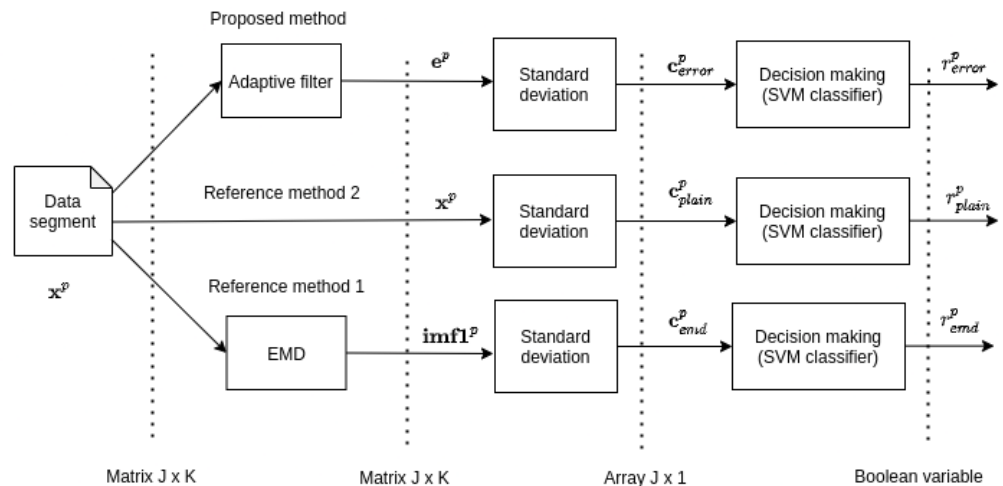 Proposed method
Adaptive filter
e^p
Standard
deviation
c^p_error
Decision making
(SVM classifier)
r^p_error
Data
segment
x^p
Reference method 2
x^p
Standard
deviation
c^p_plain
Decision making
(SVM classifier)
r^p_plain
Reference method 1
EMD
imf1^p
Standard
deviation
c^p_emd
Decision making
(SVM classifier)
r^p_emd
Matrix J x K
Matrix J x K
Array J x 1
Boolean variable